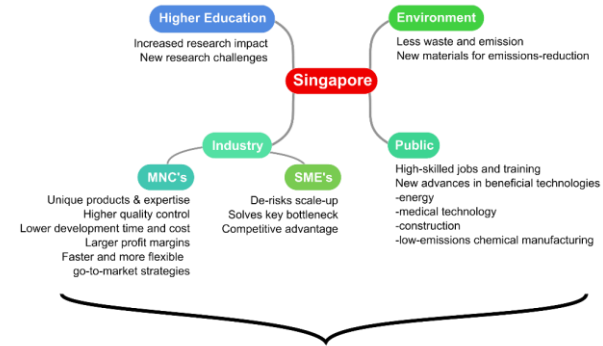 Higher Education
Increased research impact
New research challenges
Environment
Less waste and emission
New materials for emissions-reduction
Singapore
Industry
MNC's
Unique products & expertise
Higher quality control
Lower development time and cost
Larger profit margins
Faster and more flexible
go-to-market strategies
SME's
De-risks scale-up
Solves key bottleneck
Competitive advantage
Public
High-skilled jobs and training
New advances in beneficial technologies
-energy
-medical technology
-construction
-low-emissions chemical manufacturing